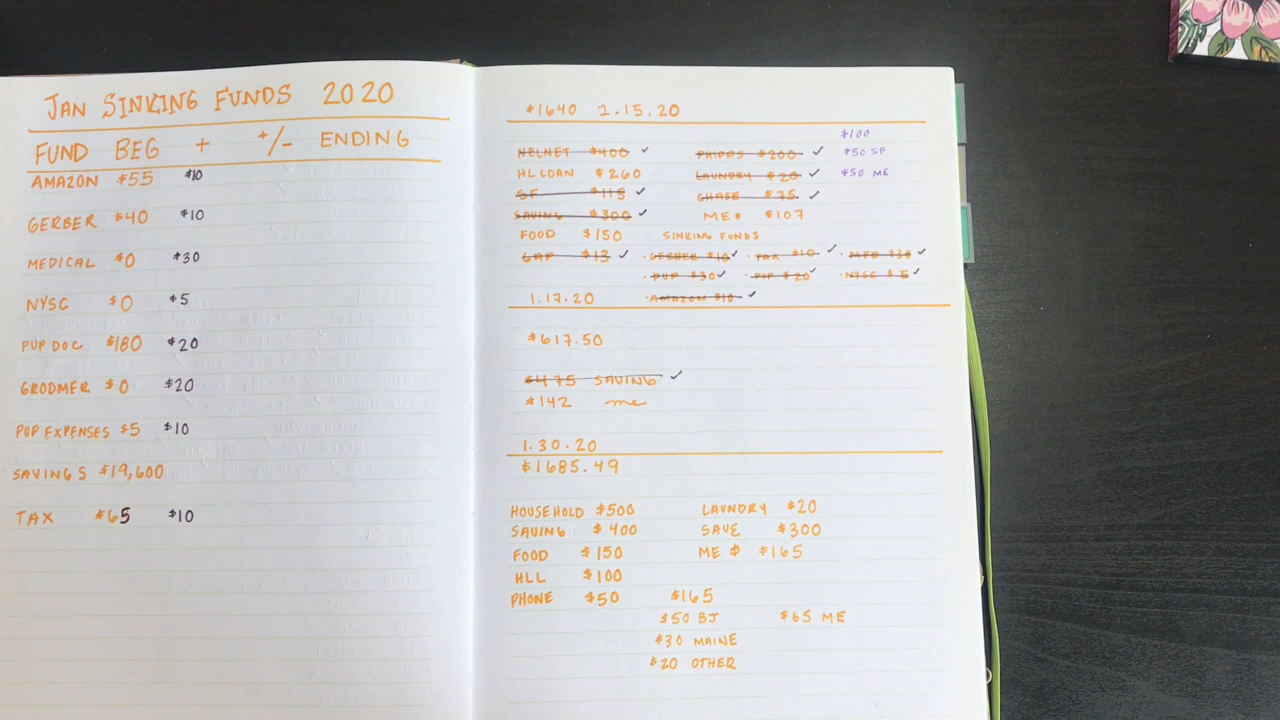 JAN SINKING FUNDS 2020
FUND BEG + +/- ENDING
AMAZON $55 $10
GERBER $40 $10
MEDICAL $0 $30
NYSC $0 $5
PUP DOC $180 $20
GROOMER $0 $20
PUP EXPENSES $5 $10
SAVINGS $19,600
TAX $65 $10
$1640 1.15.20
$100
NELNET $400 ✓ PHIPPS $200 ✓ $50 SF
HL LOAN $260 LAUNDRY $20 ✓ $50 ME
SF $115 ✓ CHASE $75 ✓
SAVING $300 ✓ ME $107
FOOD $150 SINKING FUNDS
GAP $13 ✓ · GERBER $10 ✓ · TAX $10 ✓ · MED $30 ✓
· PUP $30 ✓ · PIP $20 ✓ · NYSC $5 ✓
1.17.20 · AMAZON $10 ✓
$617.50
$475 SAVING ✓
$142 me
1.30.20
$1685.49
HOUSEHOLD $500 LAUNDRY $20
SAVING $400 SAVE $300
FOOD $150 ME $ $165
HLL $100
PHONE $50 $165
$50 BJ $65 ME
$30 MAINE
$20 OTHER